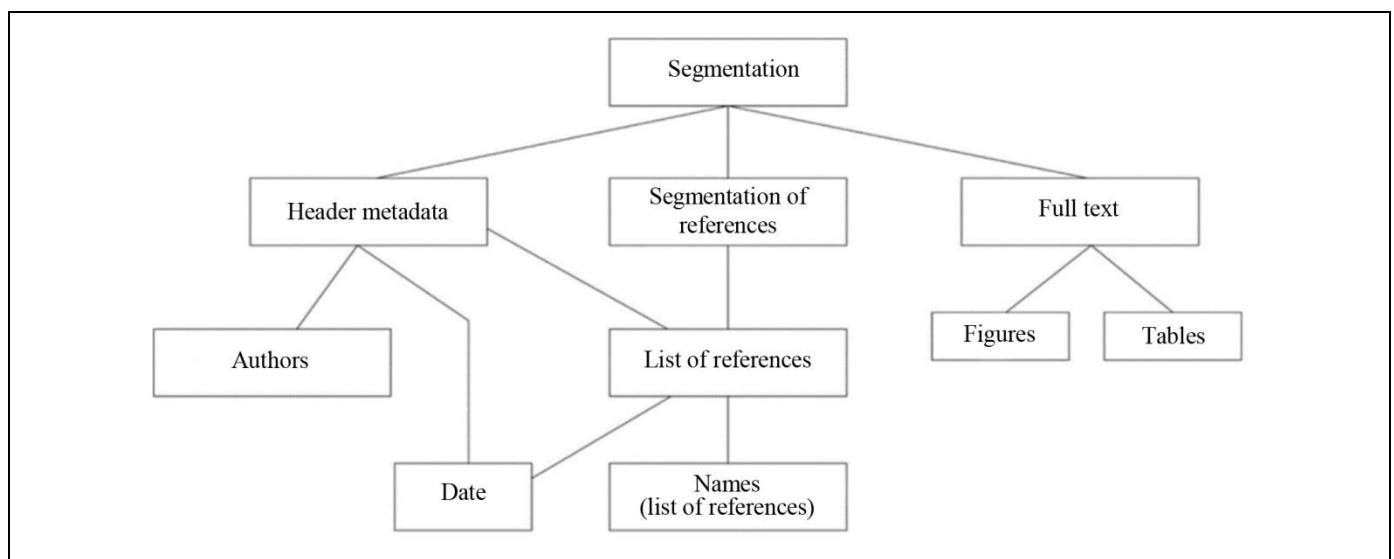 Segmentation
Header metadata
Segmentation of
references
Full text
Authors
List of references
Figures
Tables
Date
Names
(list of references)